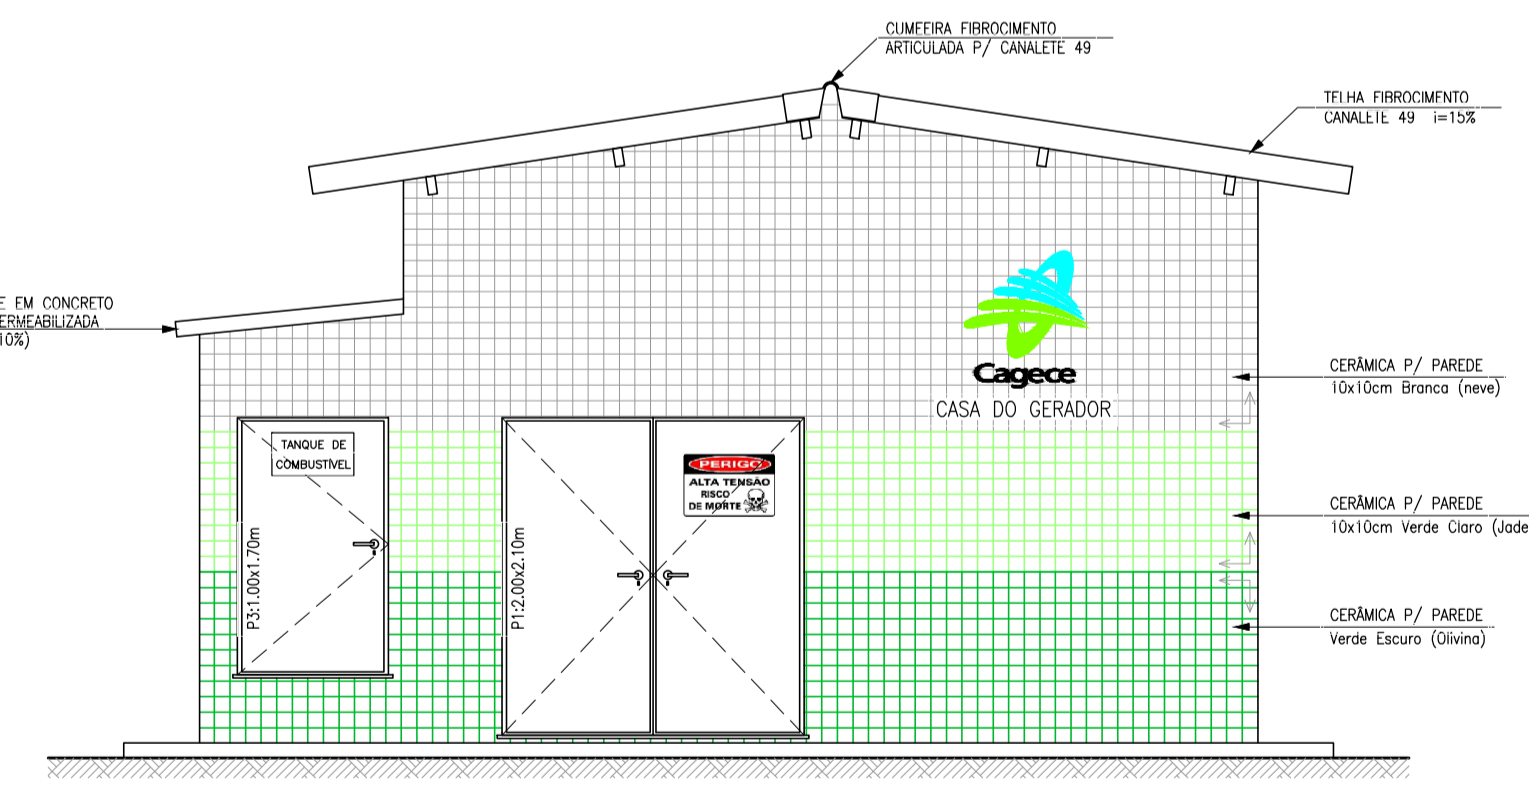 CUMEEIRA FIBROCIMENTO
ARTICULADA P/ CANALETE 49
TELHA FIBROCIMENTO
CANALETE 49 i=15%
E EM CONCRETO
ERMEABILIZADA
10%)
Cagece
CASA DO GERADOR
CERÂMICA P/ PAREDE
10x10cm Branca (neve)
TANQUE DE
COMBUSTÍVEL
PERIGO
ALTA TENSÃO
RISCO
DE MORTE
P3:1.00x1.70m
P1:2.00x2.10m
CERÂMICA P/ PAREDE
10x10cm Verde Claro (Jade
CERÂMICA P/ PAREDE
Verde Escuro (Olivina)